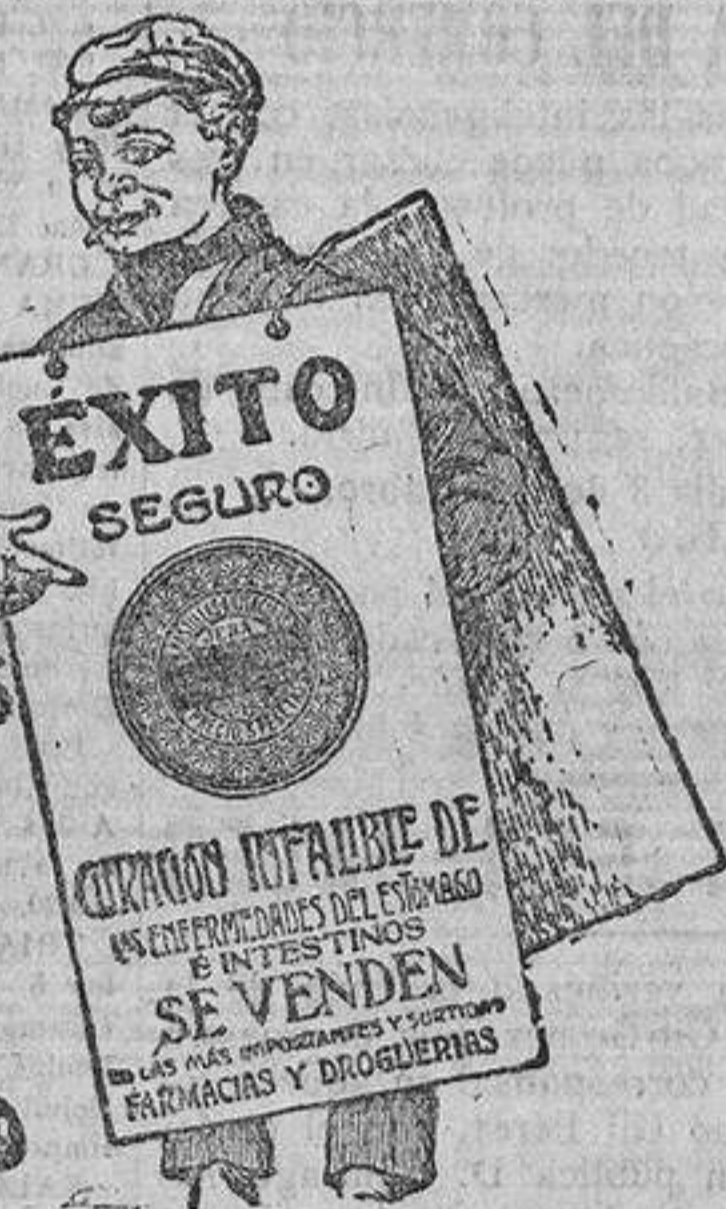 ÉXITO
SEGURO
PRECIO
CURACION INFALIBLE DE
LAS ENFERMEDADES DEL ESTÓMAGO
É INTESTINOS
SE VENDEN
EN LAS MÁS IMPORTANTES Y SURTIDAS
FARMACIAS Y DROGUERIAS